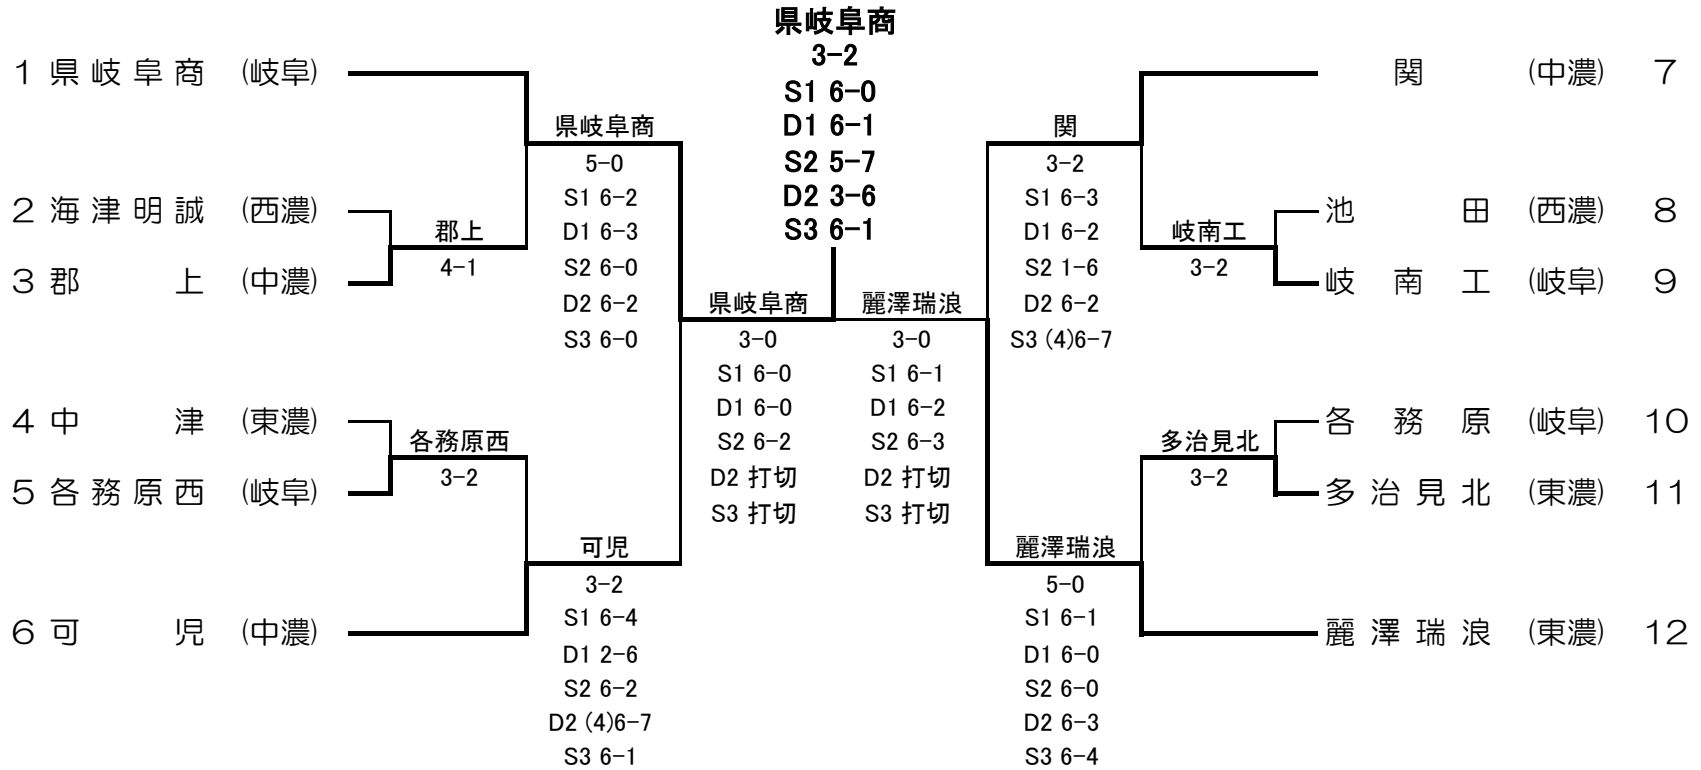 県岐阜商
3-2
S1 6-0
D1 6-1
S2 5-7
D2 3-6
S3 6-1
1 県岐阜商 (岐阜)
2 海津明誠 (西濃)
3 郡上 (中濃)
4 中津 (東濃)
5 各務原西 (岐阜)
6 可児 (中濃)
郡上
4-1
各務原西
3-2
県岐阜商
5-0
S1 6-2
D1 6-3
S2 6-0
D2 6-2
S3 6-0
可児
3-2
S1 6-4
D1 2-6
S2 6-2
D2 (4)6-7
S3 6-1
県岐阜商
3-0
S1 6-0
D1 6-0
S2 6-2
D2 打切
S3 打切
麗澤瑞浪
3-0
S1 6-1
D1 6-2
S2 6-3
D2 打切
S3 打切
関
3-2
S1 6-3
D1 6-2
S2 1-6
D2 6-2
S3 (4)6-7
麗澤瑞浪
5-0
S1 6-1
D1 6-0
S2 6-0
D2 6-3
S3 6-4
岐南工
3-2
多治見北
3-2
関 (中濃) 7
池田 (西濃) 8
岐南工 (岐阜) 9
各務原 (岐阜) 10
多治見北 (東濃) 11
麗澤瑞浪 (東濃) 12